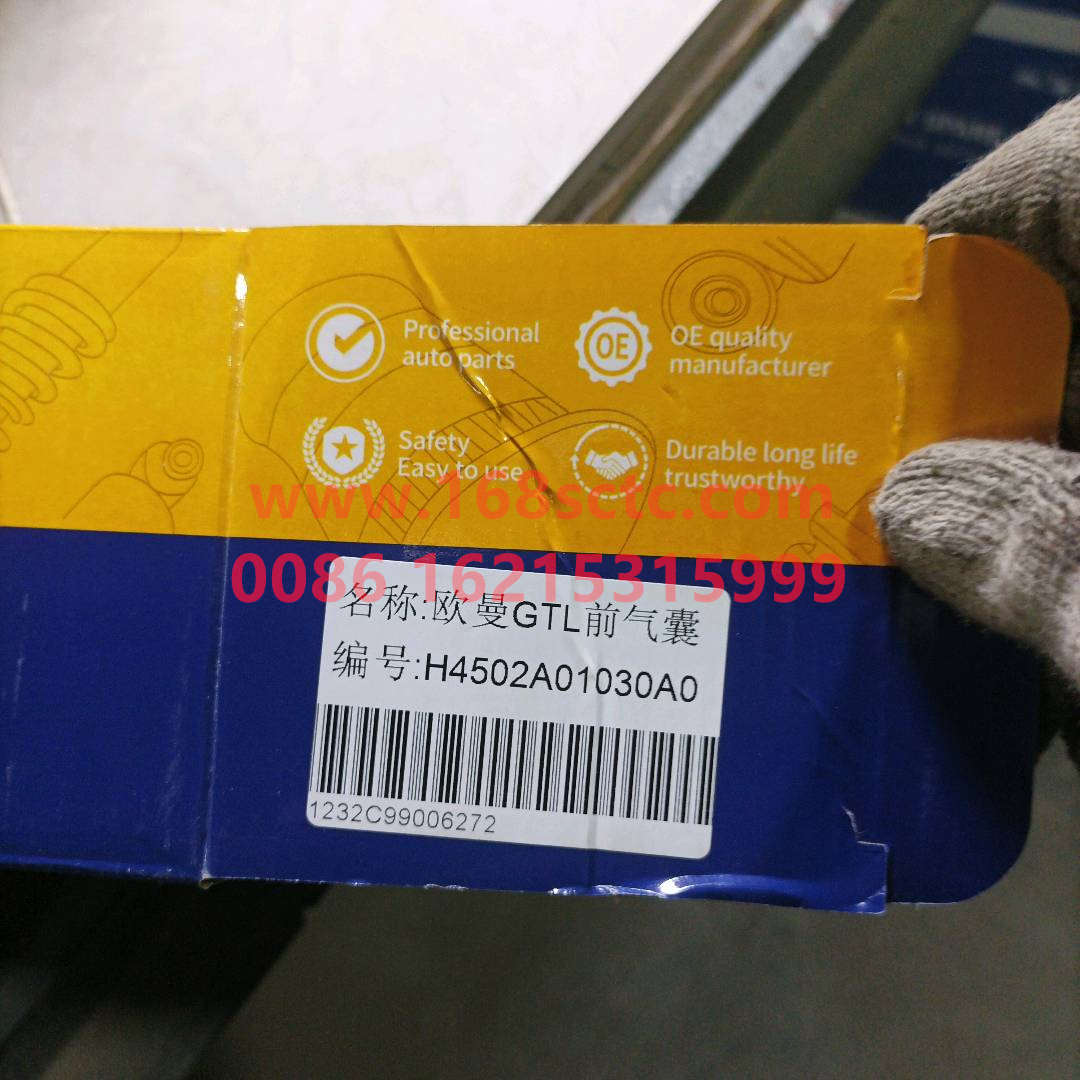 Professional
auto parts
OE
OE quality
manufacturer
Safety
Easy to use
Durable long life
trustworthy
www.168sctc.com
0086 16215315999
名称:欧曼GTL前气囊
编号:H4502A01030A0
1232C99006272